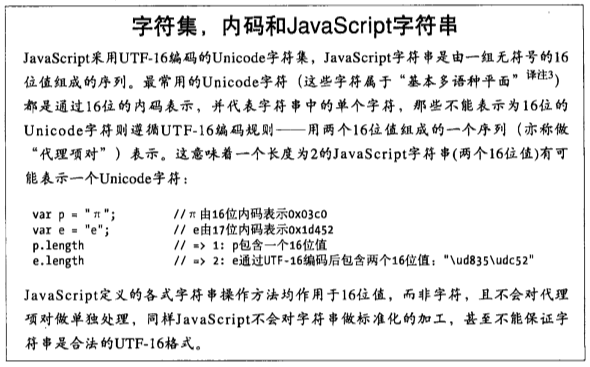 字符集，内码和JavaScript字符串
JavaScript采用UTF-16编码的Unicode字符集，JavaScript字符串是由一组无符号的16
位值组成的序列。最常用的Unicode字符（这些字符属于“基本多语种平面”译注3）
都是通过16位的内码表示，并代表字符串中的单个字符，那些不能表示为16位的
Unicode字符则遵循UTF-16编码规则——用两个16位值组成的一个序列（亦称做
“代理项对”）表示。这意味着一个长度为2的JavaScript字符串(两个16位值)有可
能表示一个Unicode字符：
var p = "π"; //π由16位内码表示0x03c0
var e = "e"; // e由17位内码表示0x1d452
p.length // => 1: p包含一个16位值
e.length // => 2: e通过UTF-16编码后包含两个16位值："\ud835\udc52"
JavaScript定义的各式字符串操作方法均作用于16位值，而非字符，且不会对代理
项对做单独处理，同样JavaScript不会对字符串做标准化的加工，甚至不能保证字
符串是合法的UTF-16格式。